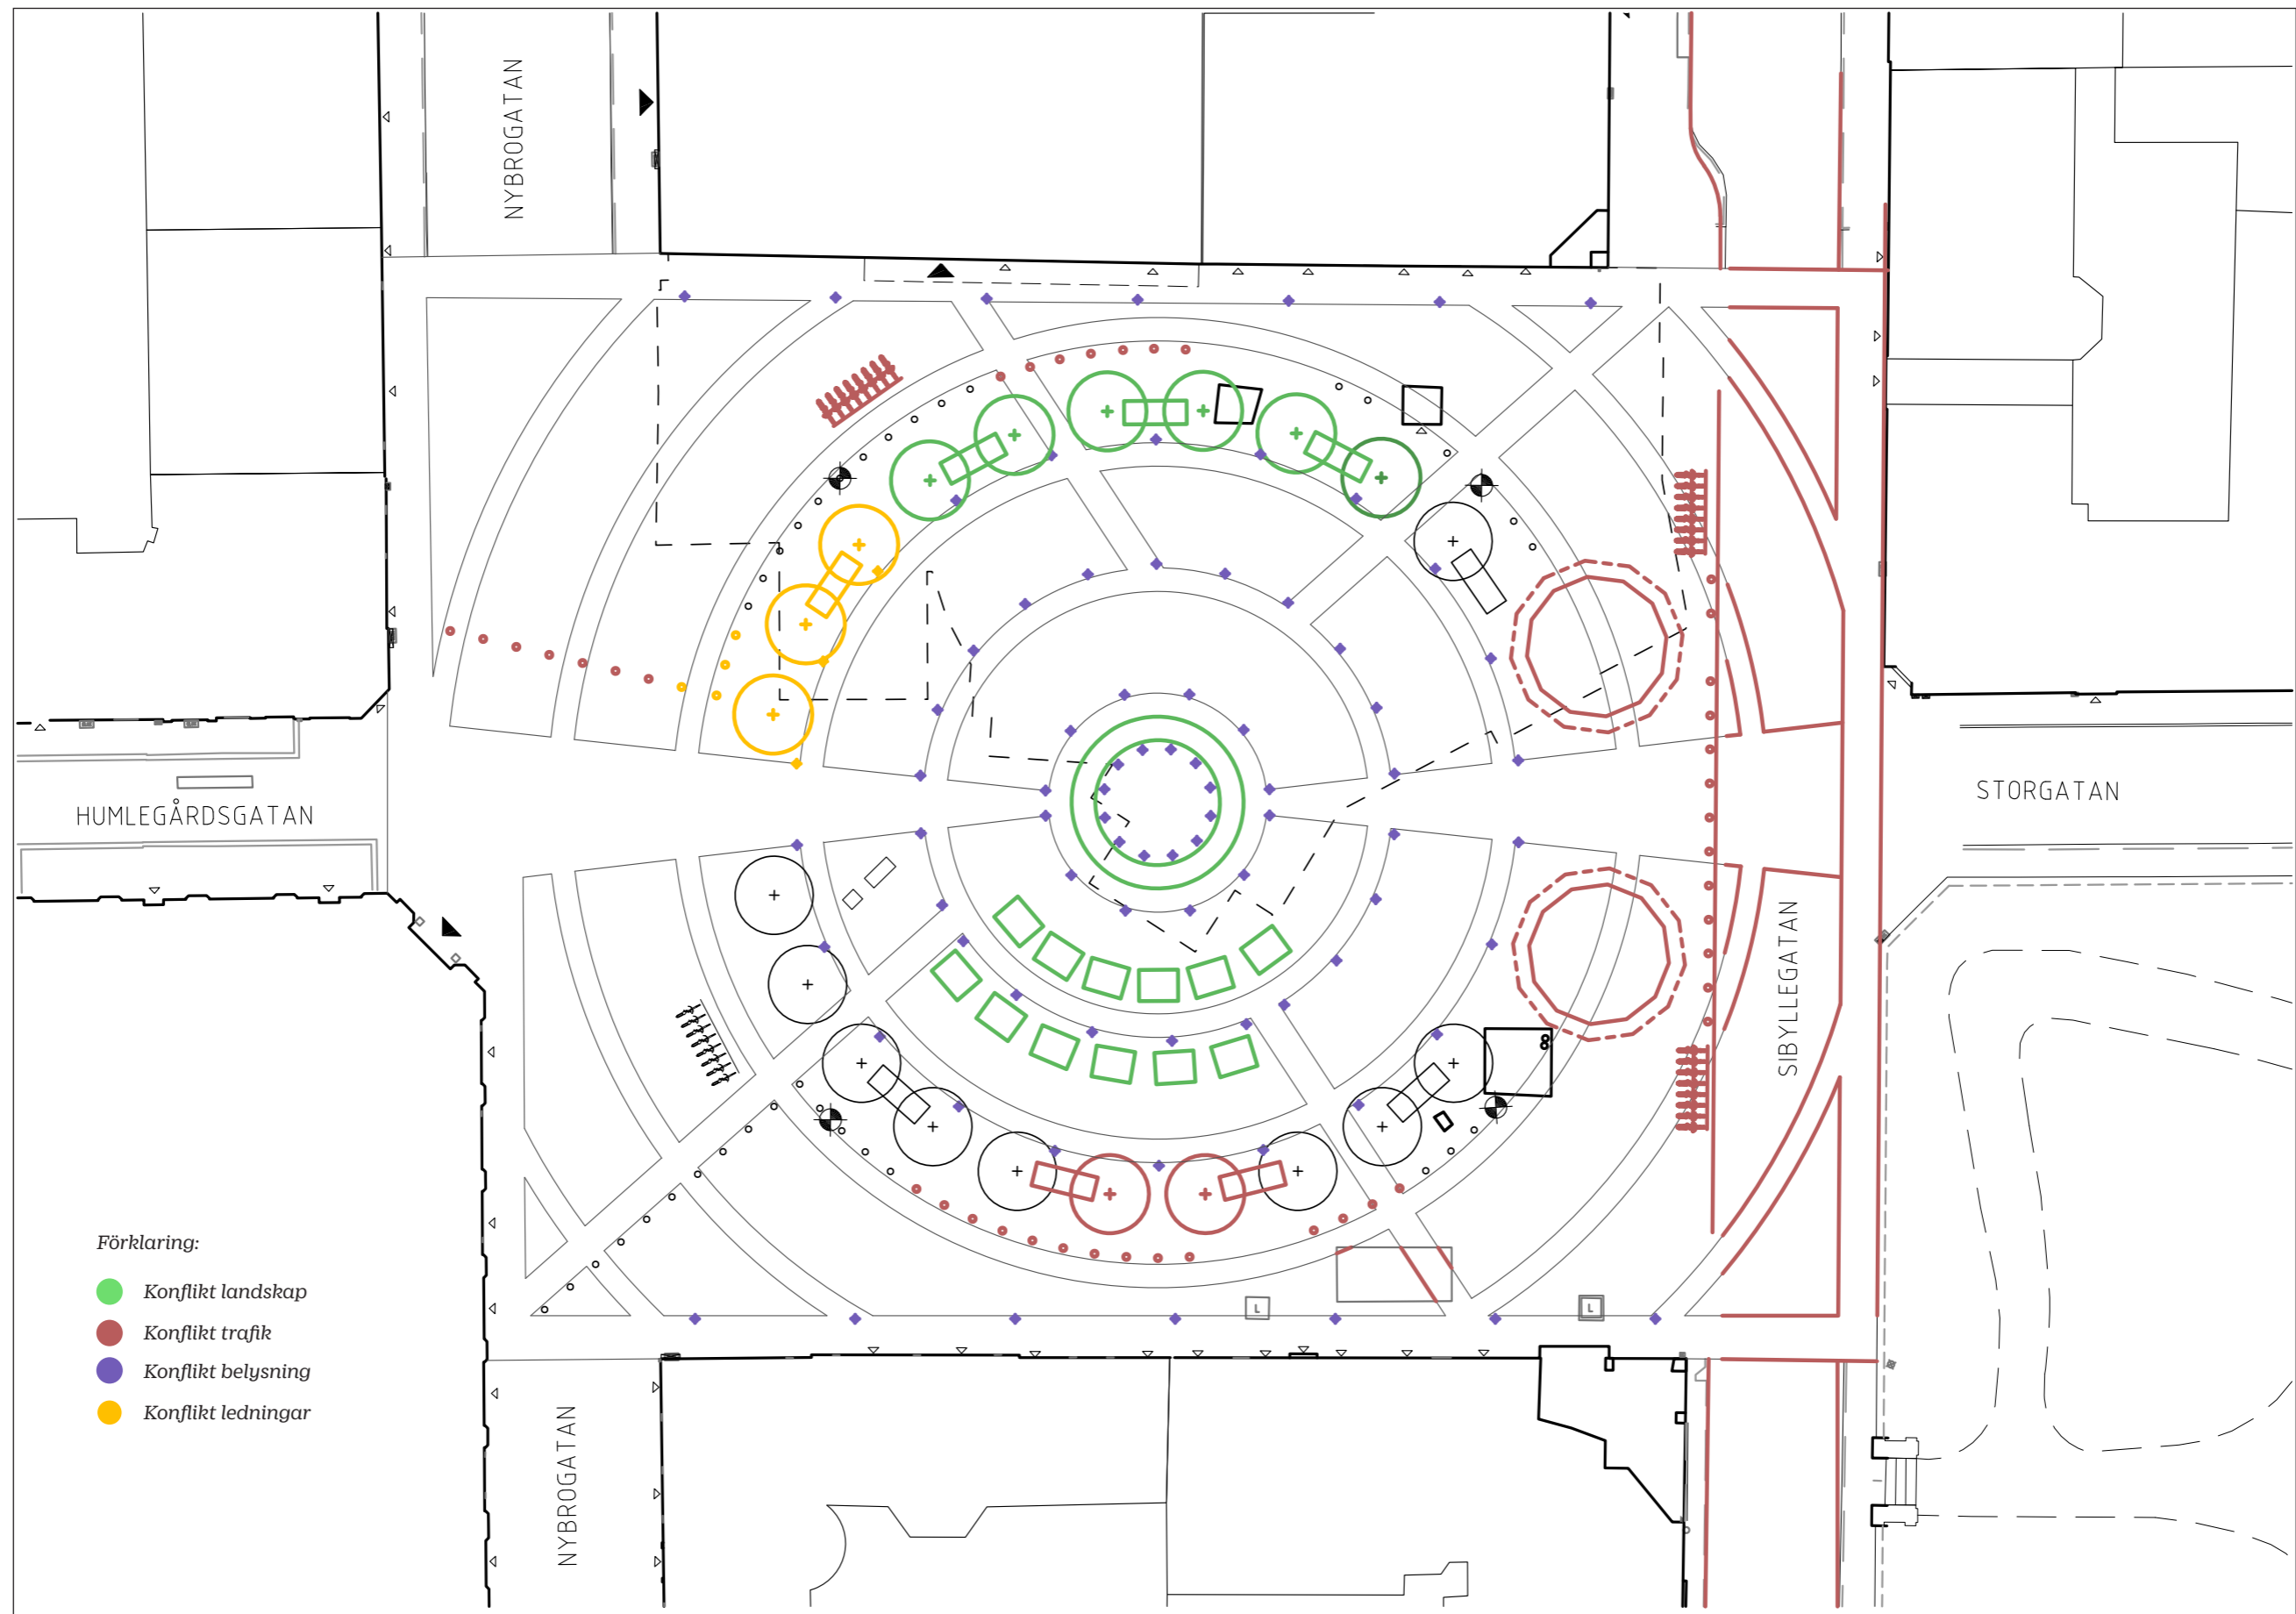 NYBROGATAN
HUMLEGÅRDSGATAN
STORGATAN
SIBYLLEGATAN
Förklaring:
Konflikt landskap
Konflikt trafik
Konflikt belysning
Konflikt ledningar
L
L
NYBROGATAN